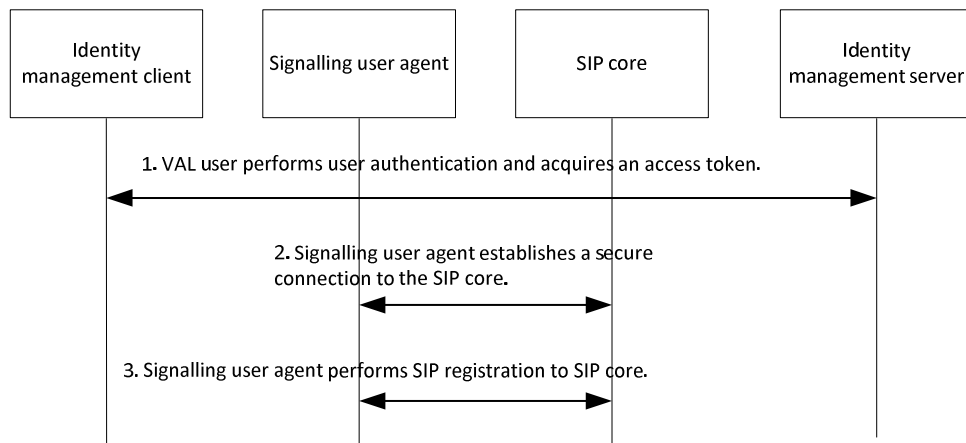 Identity
management client
Signalling user agent
SIP core
Identity
management server
1. VAL user performs user authentication and acquires an access token.
2. Signalling user agent establishes a secure
connection to the SIP core.
3. Signalling user agent performs SIP registration to SIP core.